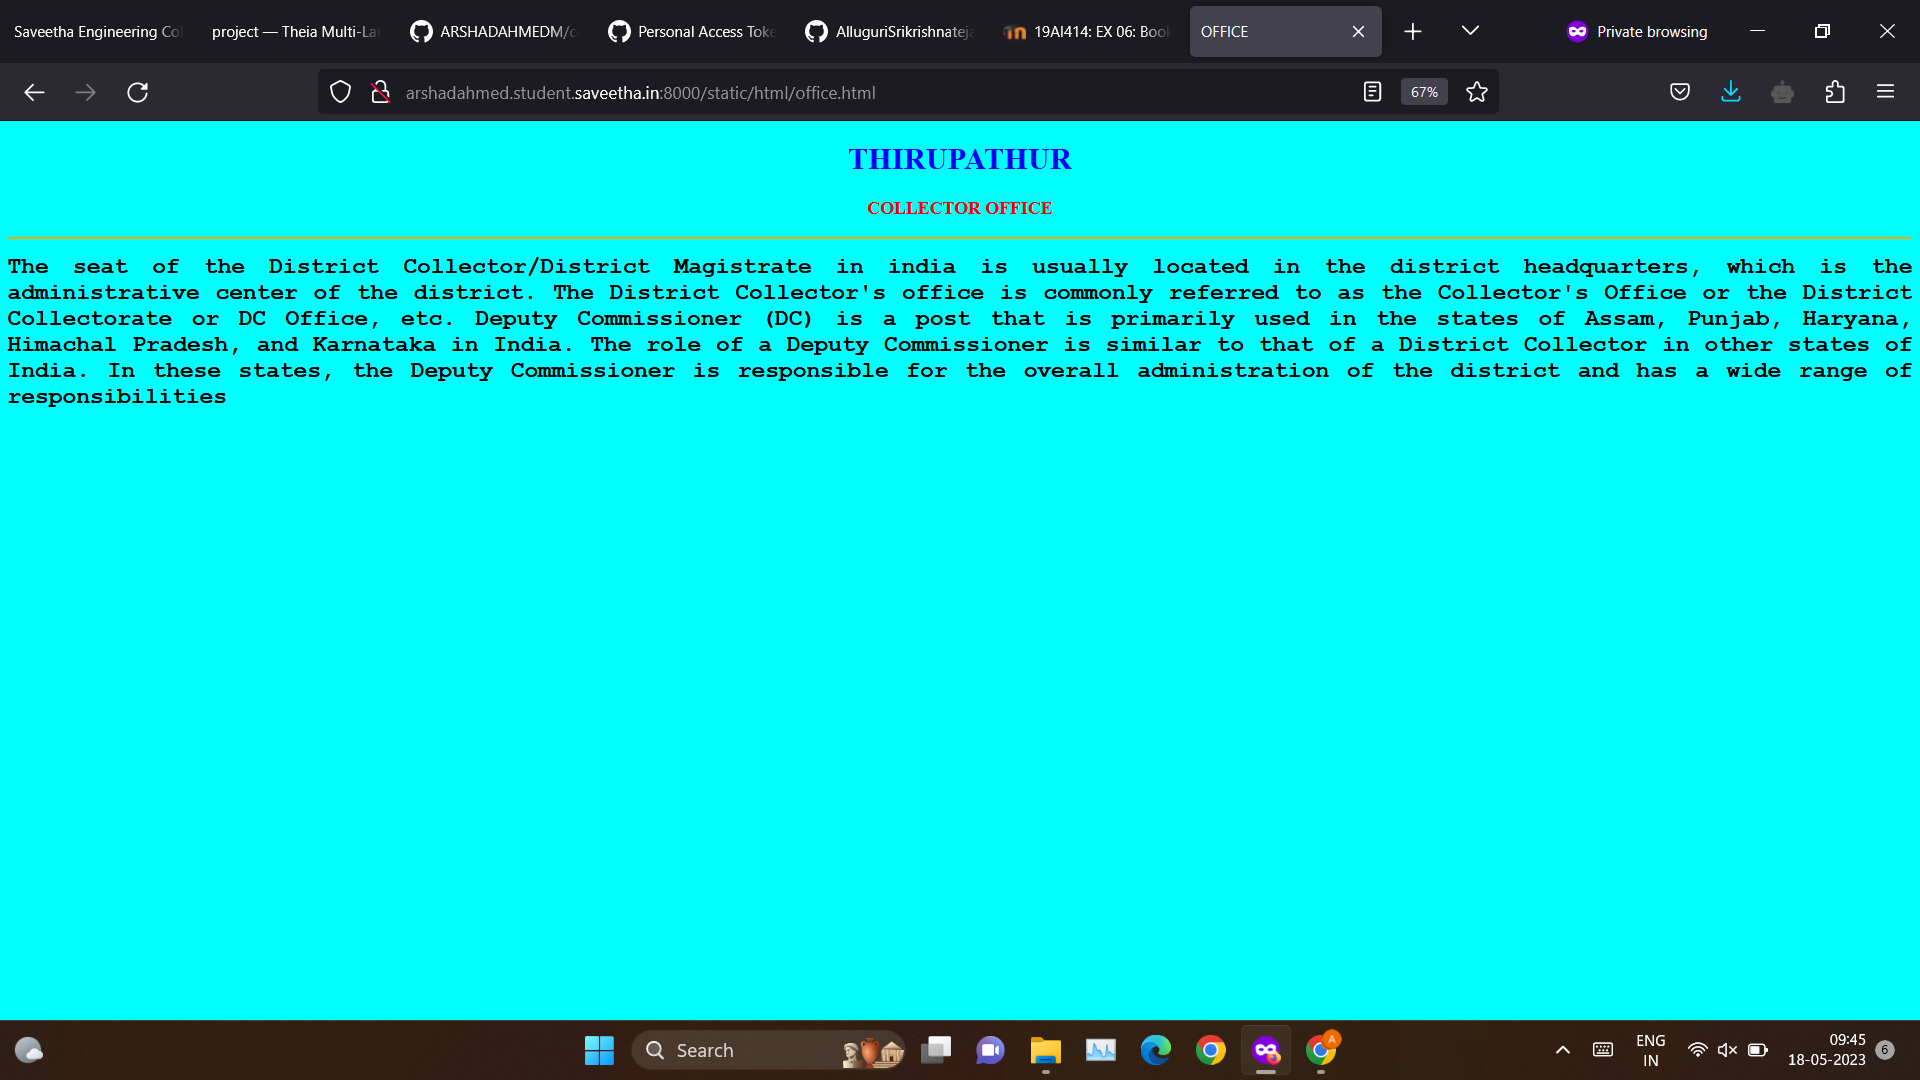 Saveetha Engineering Co
project — Theia Multi-La
ARSHADAHMEDM/c
Personal Access Toke
AlluguriSrikrishnateja
19AI414: EX 06: Book
OFFICE
Private browsing
arshadahmed.student.saveetha.in:8000/static/html/office.html
67%
THIRUPATHUR
COLLECTOR OFFICE
The seat of the District Collector/District Magistrate in india is usually located in the district headquarters, which is the
administrative center of the district. The District Collector's office is commonly referred to as the Collector's Office or the District
Collectorate or DC Office, etc. Deputy Commissioner (DC) is a post that is primarily used in the states of Assam, Punjab, Haryana,
Himachal Pradesh, and Karnataka in India. The role of a Deputy Commissioner is similar to that of a District Collector in other states of
India. In these states, the Deputy Commissioner is responsible for the overall administration of the district and has a wide range of
responsibilities
Search
A
ENG
IN
09:45
18-05-2023
6